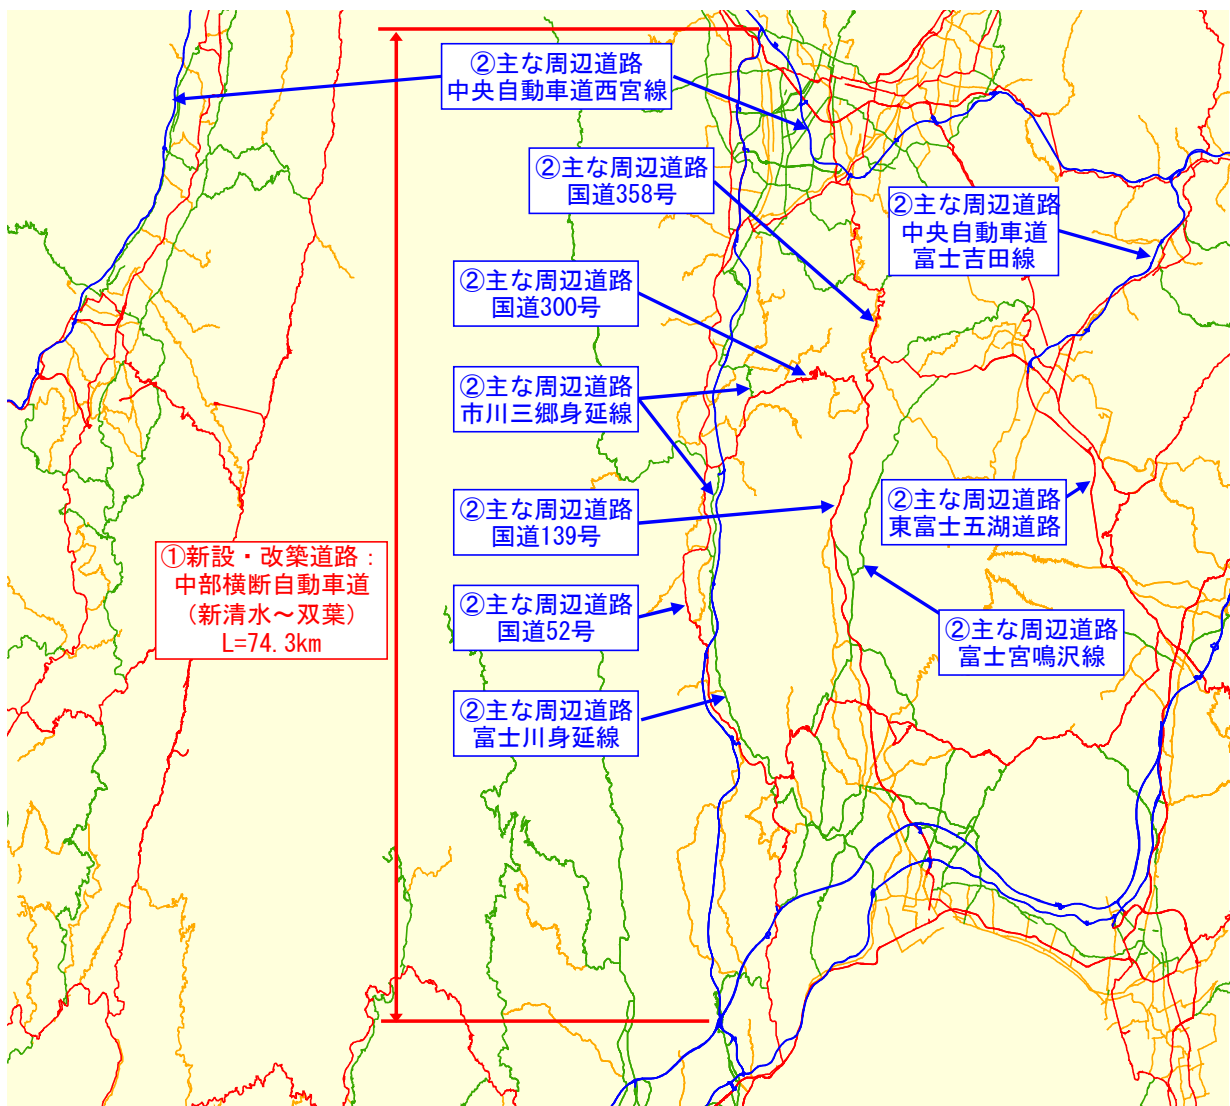 ②主な周辺道路
中央自動車道西宮線
②主な周辺道路
国道358号
②主な周辺道路
中央自動車道
富士吉田線
②主な周辺道路
国道300号
②主な周辺道路
市川三郷身延線
②主な周辺道路
国道139号
②主な周辺道路
東富士五湖道路
①新設・改築道路：
中部横断自動車道
（新清水～双葉）
L=74.3km
②主な周辺道路
国道52号
②主な周辺道路
富士宮鳴沢線
②主な周辺道路
富士川身延線